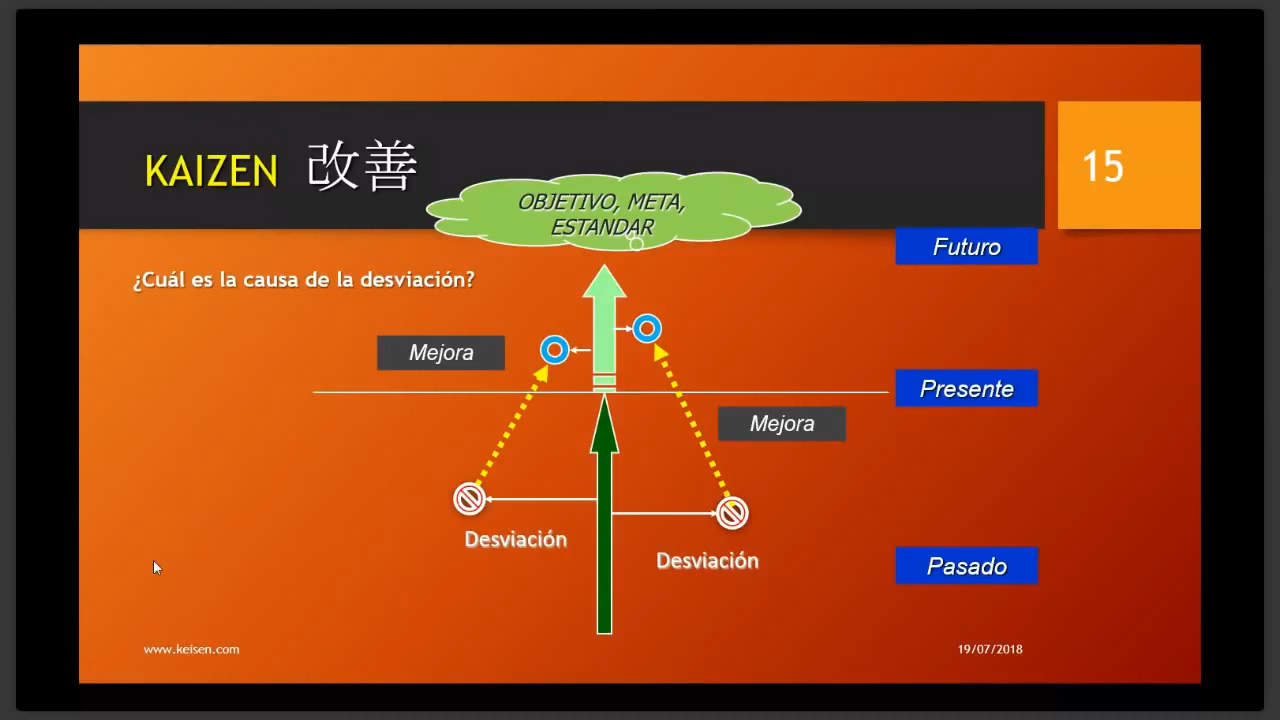 KAIZEN 改善
15
OBJETIVO, META,
ESTANDAR
Futuro
¿Cuál es la causa de la desviación?
Mejora
Presente
Mejora
Desviación
Desviación
Pasado
www.keisen.com
19/07/2018